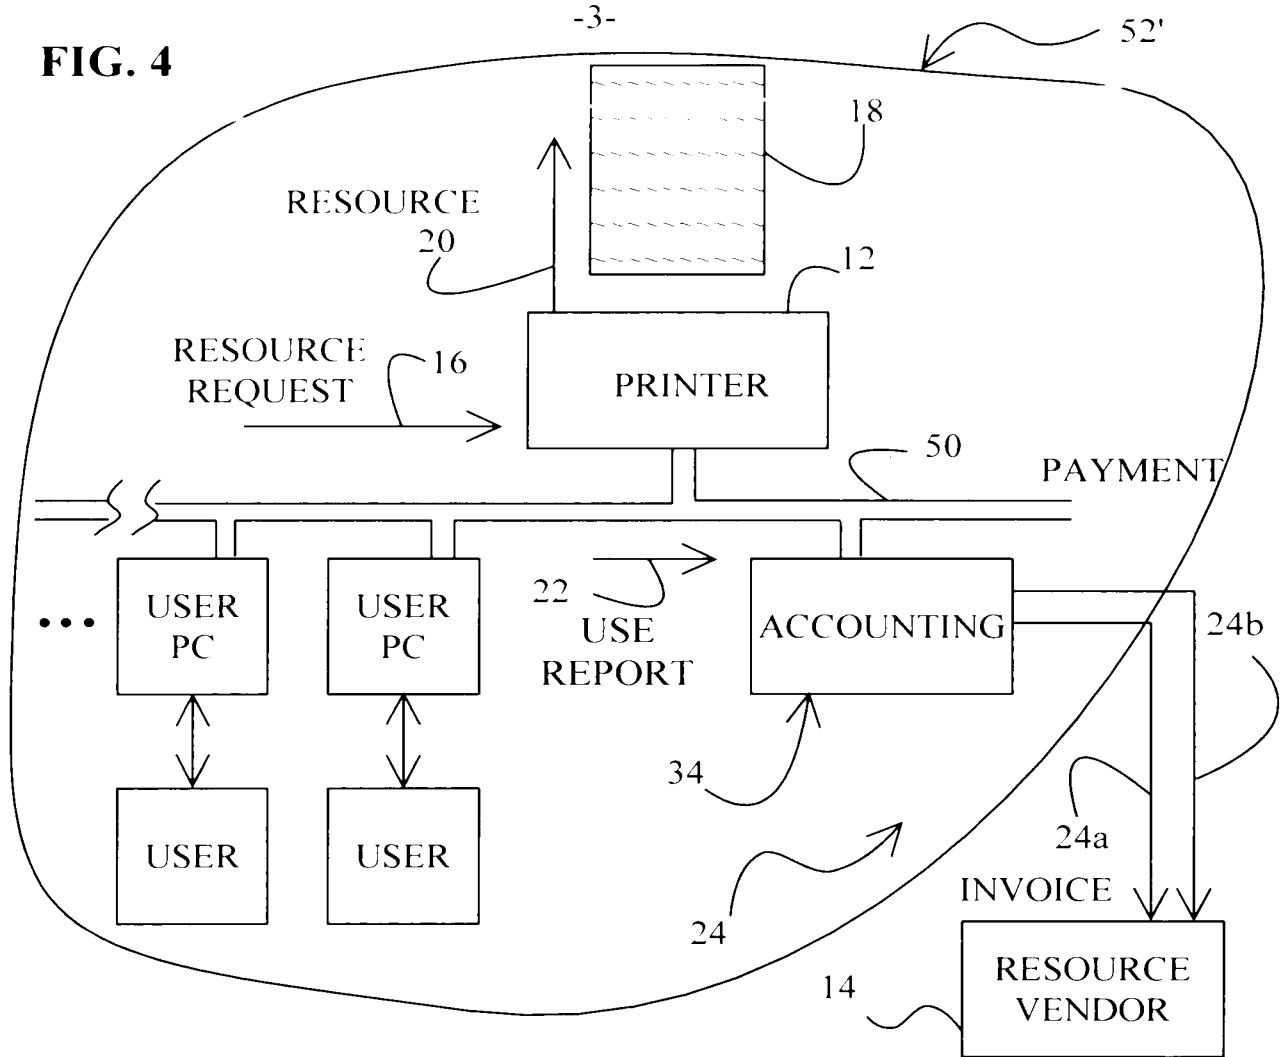 -3-
52'
FIG. 4
18
RESOURCE
20
12
RESOURCE
REQUEST
16
PRINTER
50
PAYMENT
USER
PC
USER
PC
22
USE
REPORT
ACCOUNTING
24b
34
24a
USER
USER
24
INVOICE
14
RESOURCE
VENDOR